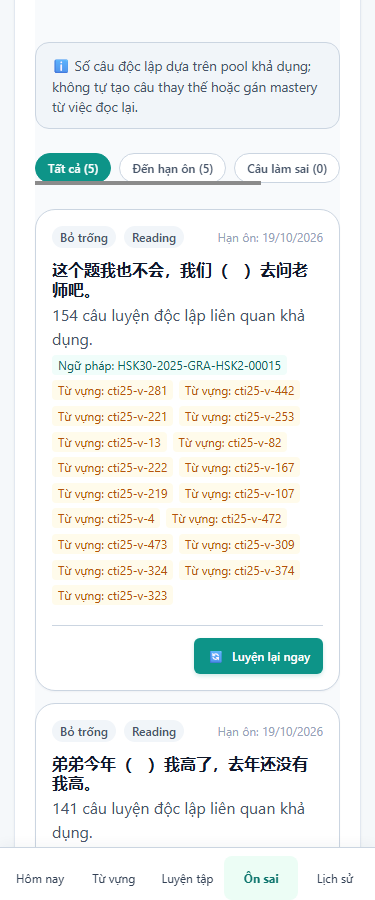 Số câu độc lập dựa trên pool khả dụng;
không tự tạo câu thay thế hoặc gán mastery
từ việc đọc lại.
Tất cả (5) Đến hạn ôn (5) Câu làm sai (0)
Bỏ trống Reading Hạn ôn: 19/10/2026
这个题我也不会，我们（ ）去问老
师吧。
154 câu luyện độc lập liên quan khả
dụng.
Ngữ pháp: HSK30-2025-GRA-HSK2-00015
Từ vựng: cti25-v-281 Từ vựng: cti25-v-442
Từ vựng: cti25-v-221 Từ vựng: cti25-v-253
Từ vựng: cti25-v-13 Từ vựng: cti25-v-82
Từ vựng: cti25-v-222 Từ vựng: cti25-v-167
Từ vựng: cti25-v-219 Từ vựng: cti25-v-107
Từ vựng: cti25-v-4 Từ vựng: cti25-v-472
Từ vựng: cti25-v-473 Từ vựng: cti25-v-309
Từ vựng: cti25-v-324 Từ vựng: cti25-v-374
Từ vựng: cti25-v-323
Luyện lại ngay
Bỏ trống Reading Hạn ôn: 19/10/2026
弟弟今年（ ）我高了，去年还没有
我高。
141 câu luyện độc lập liên quan khả
dụng.
Hôm nay Từ vựng Luyện tập Ôn sai Lịch sử